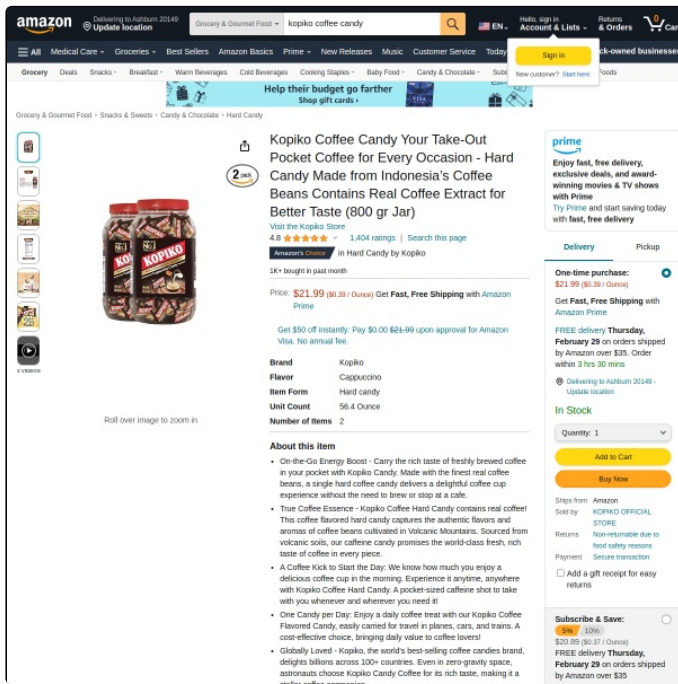 amazon
Delivering to Ashburn 20149
Update location
Grocery & Gourmet Food
kopiko coffee candy
EN
Hello, sign in
Account & Lists
Returns
& Orders
0
Car
All
Medical Care
Groceries
Best Sellers
Amazon Basics
Prime
New Releases
Music
Customer Service
Today
ck-owned businesses
Sign in
New customer? Start here.
Grocery
Deals
Snacks
Breakfast
Warm Beverages
Cold Beverages
Cooking Staples
Baby Food
Candy & Chocolate
Subs
Foods
Help their budget go farther
Shop gift cards ›
Grocery & Gourmet Food › Snacks & Sweets › Candy & Chocolate › Hard Candy
2 VIDEOS
2 pack
KOPIKO
Roll over image to zoom in
Kopiko Coffee Candy Your Take-Out
Pocket Coffee for Every Occasion - Hard
Candy Made from Indonesia's Coffee
Beans Contains Real Coffee Extract for
Better Taste (800 gr Jar)
Visit the Kopiko Store
4.8
1,404 ratings | Search this page
Amazon's Choice in Hard Candy by Kopiko
1K+ bought in past month
Price: $21.99 ($0.39 / Ounce) Get Fast, Free Shipping with Amazon
Prime
Get $50 off instantly: Pay $0.00 $21.99 upon approval for Amazon
Visa. No annual fee.
Brand Kopiko
Flavor Cappuccino
Item Form Hard candy
Unit Count 56.4 Ounce
Number of Items 2
About this item
• On-the-Go Energy Boost - Carry the rich taste of freshly brewed coffee
in your pocket with Kopiko Candy. Made with the finest real coffee
beans, a single hard coffee candy delivers a delightful coffee cup
experience without the need to brew or stop at a cafe.
• True Coffee Essence - Kopiko Coffee Hard Candy contains real coffee!
This coffee flavored hard candy captures the authentic flavors and
aromas of coffee beans cultivated in Volcanic Mountains. Sourced from
volcanic soils, our caffeine candy promises the world-class fresh, rich
taste of coffee in every piece.
• A Coffee Kick to Start the Day: We know how much you enjoy a
delicious coffee cup in the morning. Experience it anytime, anywhere
with Kopiko Coffee Hard Candy. A pocket-sized caffeine shot to take
with you whenever and wherever you need it!
• One Candy per Day: Enjoy a daily coffee treat with our Kopiko Coffee
Flavored Candy, easily carried for travel in planes, cars, and trains. A
cost-effective choice, bringing daily value to coffee lovers!
• Globally Loved - Kopiko, the world's best-selling coffee candies brand,
delights billions across 100+ countries. Even in zero-gravity space,
astronauts choose Kopiko Candy Coffee for its rich taste, making it a
prime
Enjoy fast, free delivery,
exclusive deals, and award-
winning movies & TV shows
with Prime
Try Prime and start saving today
with fast, free delivery
Delivery
Pickup
One-time purchase:
$21.99 ($0.39 / Ounce)
Get Fast, Free Shipping with
Amazon Prime
FREE delivery Thursday,
February 29 on orders shipped
by Amazon over $35. Order
within 3 hrs 30 mins
Delivering to Ashburn 20149 -
Update location
In Stock
Quantity: 1
Add to Cart
Buy Now
Ships from Amazon
Sold by KOPIKO OFFICIAL
STORE
Returns Non-returnable due to
food safety reasons
Payment Secure transaction
Add a gift receipt for easy
returns
Subscribe & Save:
5% 10%
$20.89 ($0.37 / Ounce)
FREE delivery Thursday,
February 29 on orders shipped
by Amazon over $35